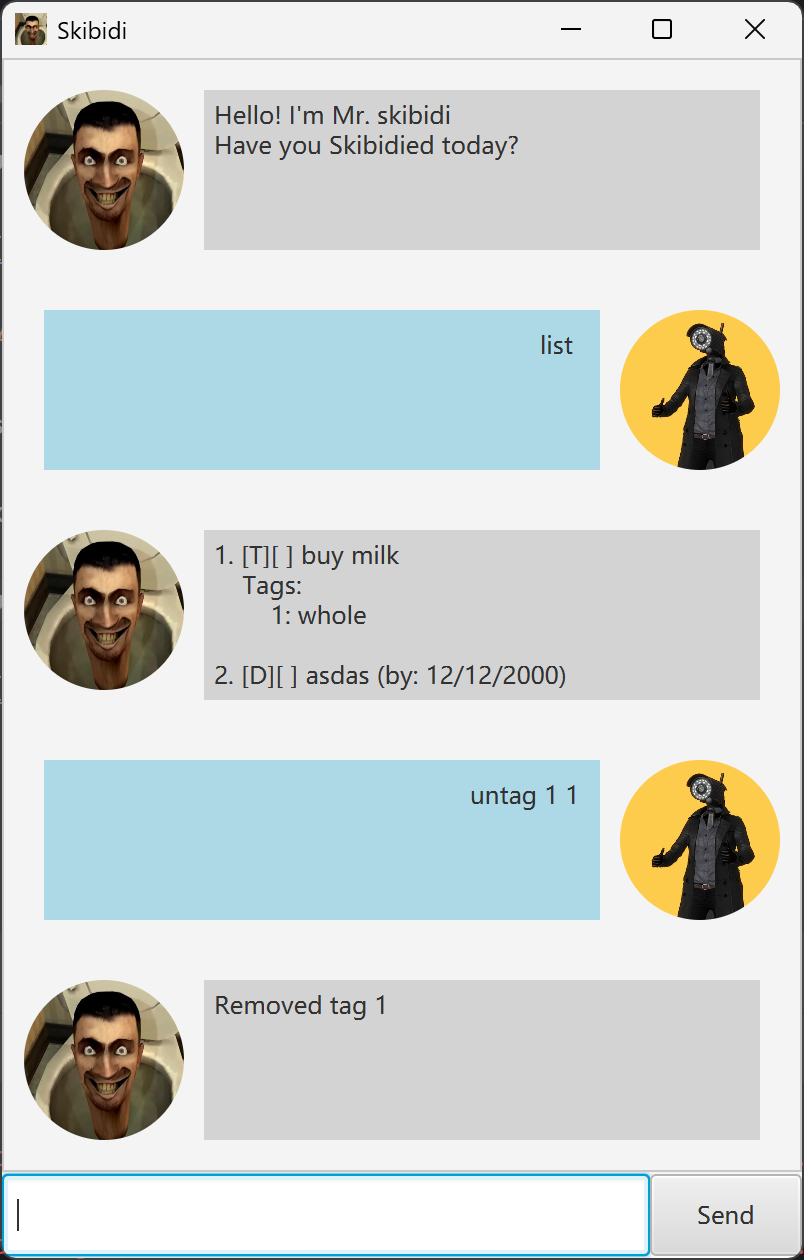 Skibidi
Hello! I'm Mr. skibidi
Have you Skibidied today?
list
1. [T][ ] buy milk
Tags:
1: whole
2. [D][ ] asdas (by: 12/12/2000)
untag 1 1
Removed tag 1
Send